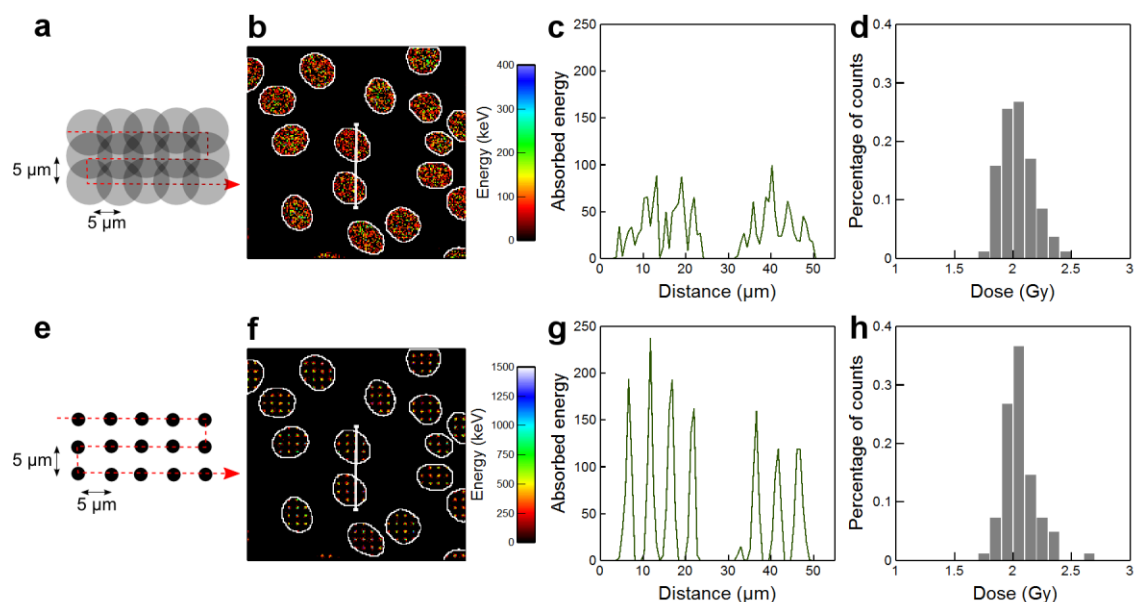 a
5 µm
5 µm
b
400
300
200
100
0
Energy (keV)
c
250
200
150
100
50
0
Absorbed energy
0 10 20 30 40 50
Distance (µm)
d
0.4
0.3
0.2
0.1
0
Percentage of counts
1 1.5 2 2.5 3
Dose (Gy)
e
5 µm
5 µm
f
1500
1250
1000
750
500
250
0
Energy (keV)
g
250
200
150
100
50
0
Absorbed energy
0 10 20 30 40 50
Distance (µm)
h
0.4
0.3
0.2
0.1
0
Percentage of counts
1 1.5 2 2.5 3
Dose (Gy)